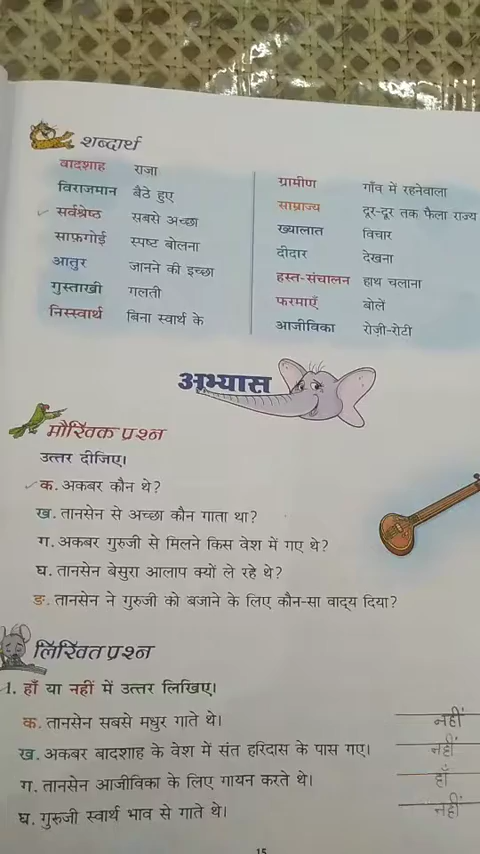 शब्दार्थ
बादशाह राजा
विराजमान बैठे हुए
सर्वश्रेष्ठ सबसे अच्छा
साफ़गोई स्पष्ट बोलना
आतुर जानने की इच्छा
गुस्ताखी गलती
निस्स्वार्थ बिना स्वार्थ के
ग्रामीण गाँव में रहनेवाला
साम्राज्य दूर-दूर तक फैला राज्य
ख्यालात विचार
दीदार देखना
हस्त-संचालन हाथ चलाना
फरमाएँ बोलें
आजीविका रोज़ी-रोटी
अभ्यास
मौखिक प्रश्न
उत्तर दीजिए।
क. अकबर कौन थे?
ख. तानसेन से अच्छा कौन गाता था?
ग. अकबर गुरुजी से मिलने किस वेश में गए थे?
घ. तानसेन बेसुरा आलाप क्यों ले रहे थे?
ङ. तानसेन ने गुरुजी को बजाने के लिए कौन-सा वाद्य दिया?
लिखित प्रश्न
1. हाँ या नहीं में उत्तर लिखिए।
क. तानसेन सबसे मधुर गाते थे। नहीं
ख. अकबर बादशाह के वेश में संत हरिदास के पास गए। नहीं
ग. तानसेन आजीविका के लिए गायन करते थे। हाँ
घ. गुरुजी स्वार्थ भाव से गाते थे। नहीं
15